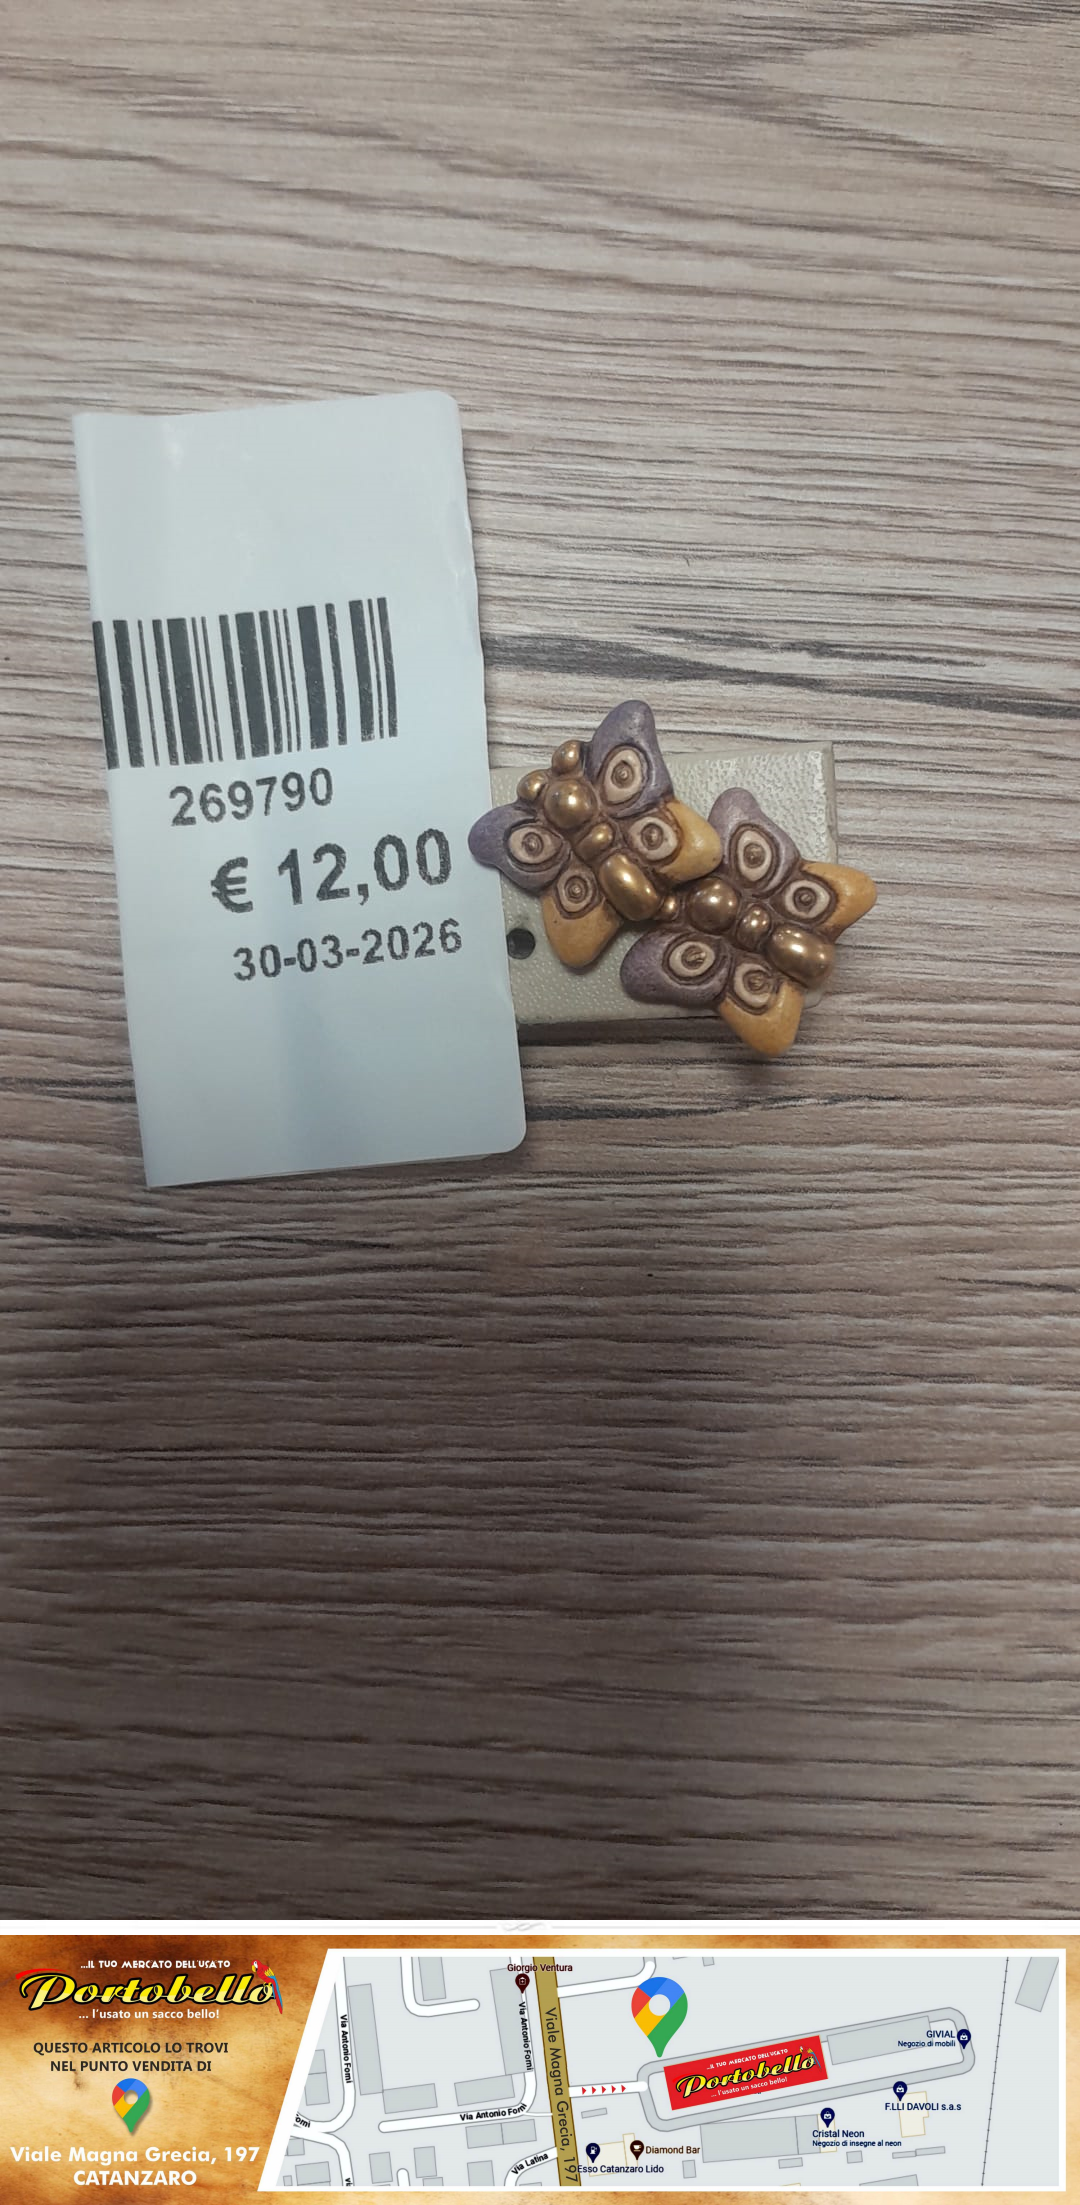 269790
€ 12,00
30-03-2026
...IL TUO MERCATO DELL'USATO
Portobello
... l'usato un sacco bello!
QUESTO ARTICOLO LO TROVI
NEL PUNTO VENDITA DI
Viale Magna Grecia, 197
CATANZARO
Giorgio Ventura
Via Antonio Forni
Via Antonio Forni
Viale Magna Grecia, 197
...IL TUO MERCATO DELL'USATO
Portobello
... l'usato un sacco bello!
GIVIAL
Negozio di mobili
F.LLI DAVOLI s.a.s
Via Antonio Forni
orni
Cristal Neon
Negozio di insegne al neon
Diamond Bar
Via Latina
Esso Catanzaro Lido